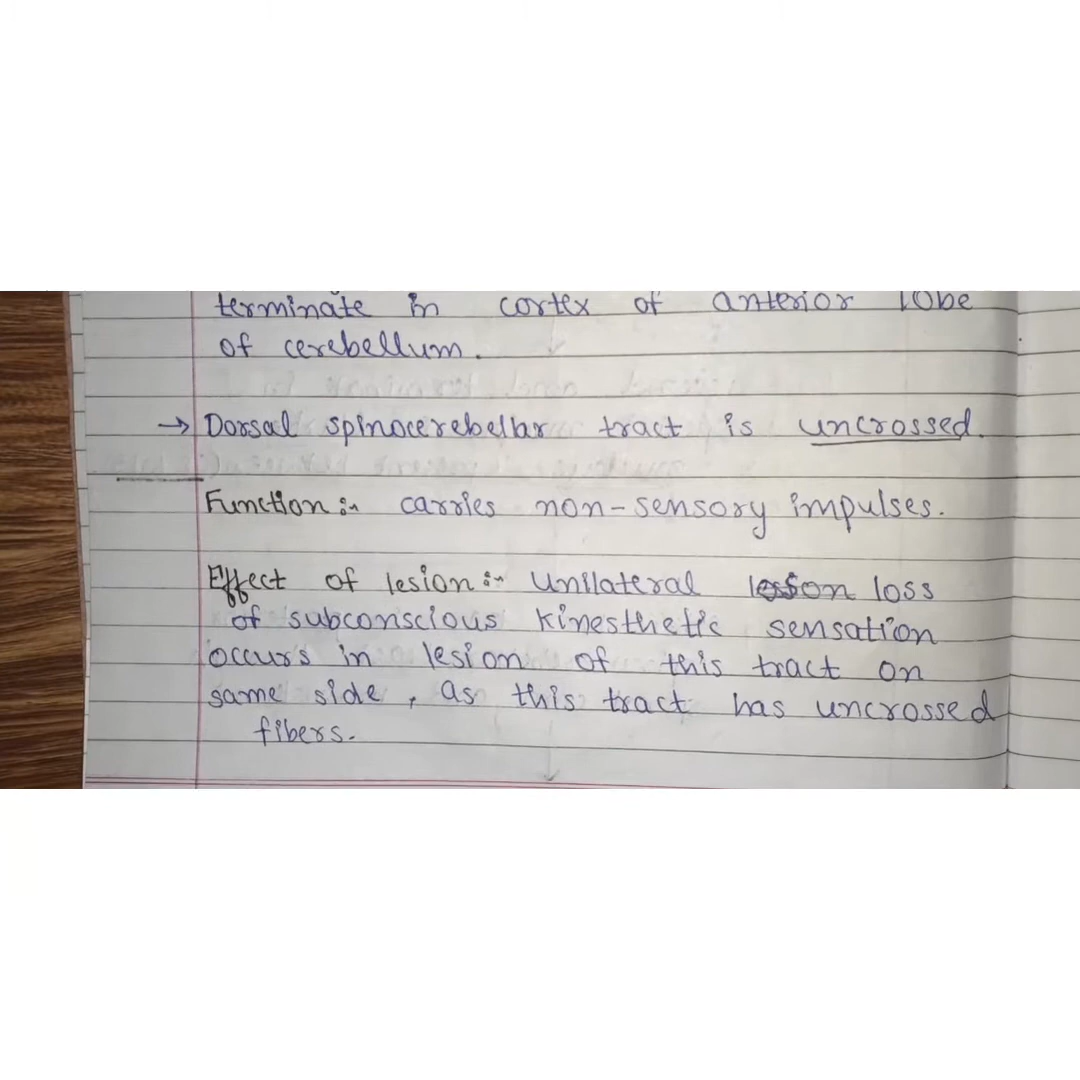 terminate in cortex of anterior lobe
of cerebellum.
→ Dorsal spinocerebellar tract is uncrossed.
Function :- carries non-sensory impulses.
Effect of lesion :- Unilateral loss
of subconscious kinesthetic sensation
occurs in lesion of this tract on
same side, as this tract has uncrossed
fibers.